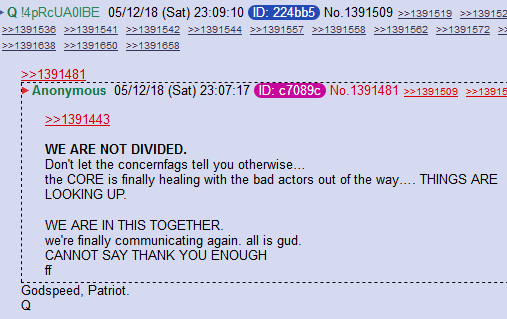 Q !4pRcUA0lBE 05/12/18 (Sat) 23:09:10 ID: 224bb5 No.1391509 >>1391519
>>1391536 >>1391541 >>1391542 >>1391544 >>1391557 >>1391558 >>1391562 >>1391572
>>1391638 >>1391650 >>1391658
>>1391481
Anonymous 05/12/18 (Sat) 23:07:17 ID: c7089c No.1391481 >>1391509
>>1391443
WE ARE NOT DIVIDED.
Don't let the concernfags tell you otherwise...
the CORE is finally healing with the bad actors out of the way.... THINGS ARE
LOOKING UP.
WE ARE IN THIS TOGETHER.
we're finally communicating again. all is gud.
CANNOT SAY THANK YOU ENOUGH
ff
Godspeed, Patriot.
Q